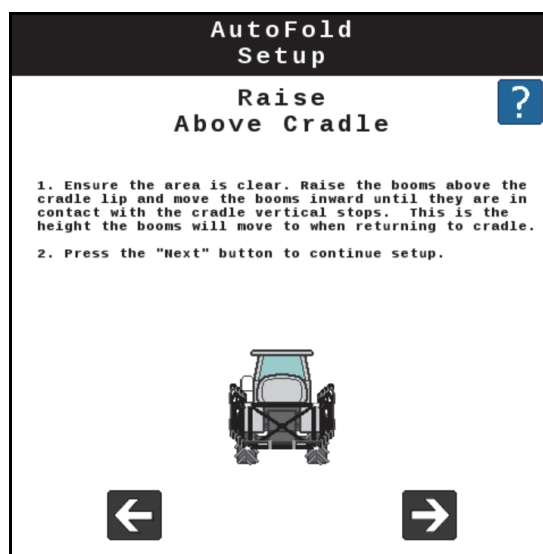 AutoFold
Setup
Raise
Above Cradle
?
1. Ensure the area is clear. Raise the booms above the
cradle lip and move the booms inward until they are in
contact with the cradle vertical stops.  This is the
height the booms will move to when returning to cradle.
2. Press the "Next" button to continue setup.